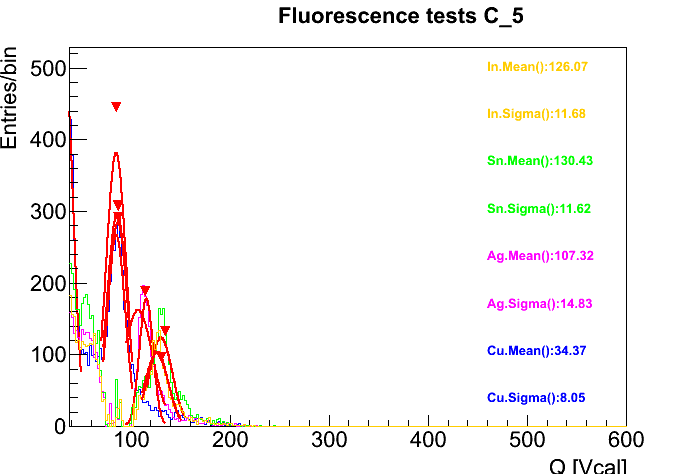 Fluorescence tests C_5
Entries/bin
500
400
300
200
100
0
100
200
300
400
500
600
Q [Vcal]
In.Mean():126.07
In.Sigma():11.68
Sn.Mean():130.43
Sn.Sigma():11.62
Ag.Mean():107.32
Ag.Sigma():14.83
Cu.Mean():34.37
Cu.Sigma():8.05